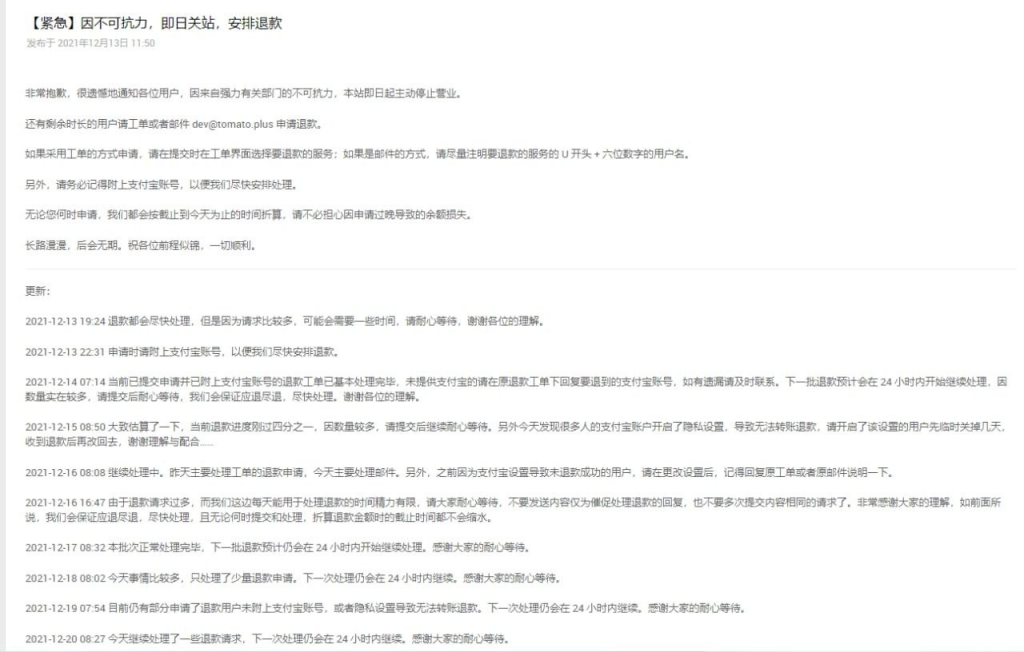 【紧急】因不可抗力，即日关站，安排退款
发布于 2021年12月13日 11:50
非常抱歉，很遗憾地通知各位用户，因来自强力有关部门的不可抗力，本站即日起主动停止营业。
还有剩余时长的用户请工单或者邮件 dev@tomato.plus 申请退款。
如果采用工单的方式申请，请在提交时在工单界面选择要退款的服务；如果是邮件的方式，请尽量注明要退款的服务的 U 开头 + 六位数字的用户名。
另外，请务必记得附上支付宝账号，以便我们尽快安排处理。
无论您何时申请，我们都会按截止到今天为止的时间折算，请不必担心因申请过晚导致的余额损失。
长路漫漫，后会无期。祝各位前程似锦，一切顺利。
更新：
2021-12-13 19:24 退款都会尽快处理，但是因为请求比较多，可能会需要一些时间，请耐心等待，谢谢各位的理解。
2021-12-13 22:31 申请时请附上支付宝账号，以便我们尽快安排退款。
2021-12-14 07:14 当前已提交申请并已附上支付宝账号的退款工单已基本处理完毕，未提供支付宝的请在原退款工单下回复要退到的支付宝账号，如有遗漏请及时联系。下一批退款预计会在 24 小时内开始继续处理，因
数量实在较多，请提交后耐心等待，我们会保证应退尽退，尽快处理。谢谢各位的理解。
2021-12-15 08:50 大致估算了一下，当前退款进度刚过四分之一，因数量较多，请提交后继续耐心等待。另外今天发现很多人的支付宝账户开启了隐私设置，导致无法转账退款，请开启了该设置的用户先临时关掉几天，
收到退款后再改回去，谢谢理解与配合......
2021-12-16 08:08 继续处理中。昨天主要处理工单的退款申请，今天主要处理邮件。另外，之前因为支付宝设置导致未退款成功的用户，请在更改设置后，记得回复原工单或者原邮件说明一下。
2021-12-16 16:47 由于退款请求过多，而我们这边每天能用于处理退款的时间精力有限，请大家耐心等待，不要发送内容仅为催促处理退款的回复，也不要多次提交内容相同的请求了。非常感谢大家的理解，如前面所
说，我们会保证应退尽退，尽快处理，且无论何时提交和处理，折算退款金额时的截止时间都不会缩水。
2021-12-17 08:32 本批次正常处理完毕，下一批退款预计仍会在 24 小时内开始继续处理。感谢大家的耐心等待。
2021-12-18 08:02 今天事情比较多，只处理了少量退款申请。下一次处理仍会在 24 小时内继续。感谢大家的耐心等待。
2021-12-19 07:54 目前仍有部分申请了退款用户未附上支付宝账号，或者隐私设置导致无法转账退款。下一次处理仍会在 24 小时内继续。感谢大家的耐心等待。
2021-12-20 08:27 今天继续处理了一些退款请求，下一次处理仍会在 24 小时内继续。感谢大家的耐心等待。